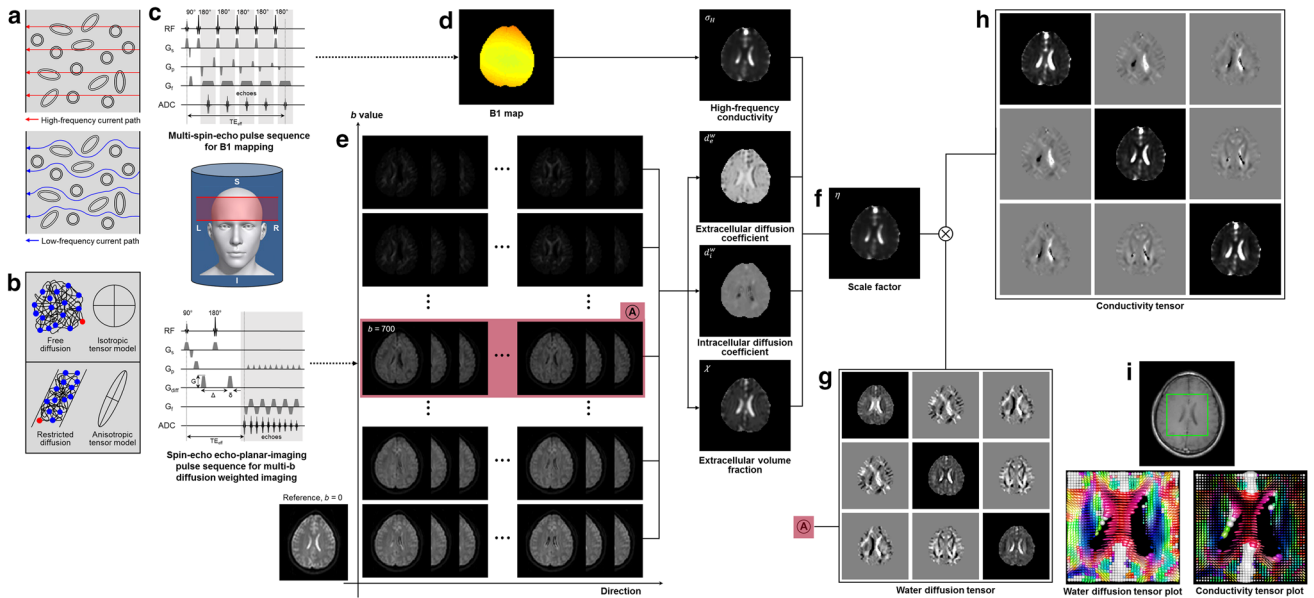 a
High-frequency current path
Low-frequency current path
b
Free
diffusion
Isotropic
tensor model
Restricted
diffusion
Anisotropic
tensor model
c
90° 180° 180° 180° 180° 180°
RF
Gs
Gp
Gf
echoes
ADC
TEeff
Multi-spin-echo pulse sequence
for B1 mapping
S
L R
I
90° 180°
RF
Gs
Gp
Gdiff
G
Δ δ
Gf
ADC
TEeff
echoes
Spin-echo echo-planar-imaging
pulse sequence for multi-b
diffusion weighted imaging
d
B1 map
σH
High-frequency
conductivity
e
b value
Ⓐ
b = 700
Reference, b = 0
Direction
dew
Extracellular diffusion
coefficient
diw
Intracellular diffusion
coefficient
χ
Extracellular volume
fraction
f
η
Scale factor
⊗
g
Ⓐ
Water diffusion tensor
h
Conductivity tensor
i
Water diffusion tensor plot
Conductivity tensor plot